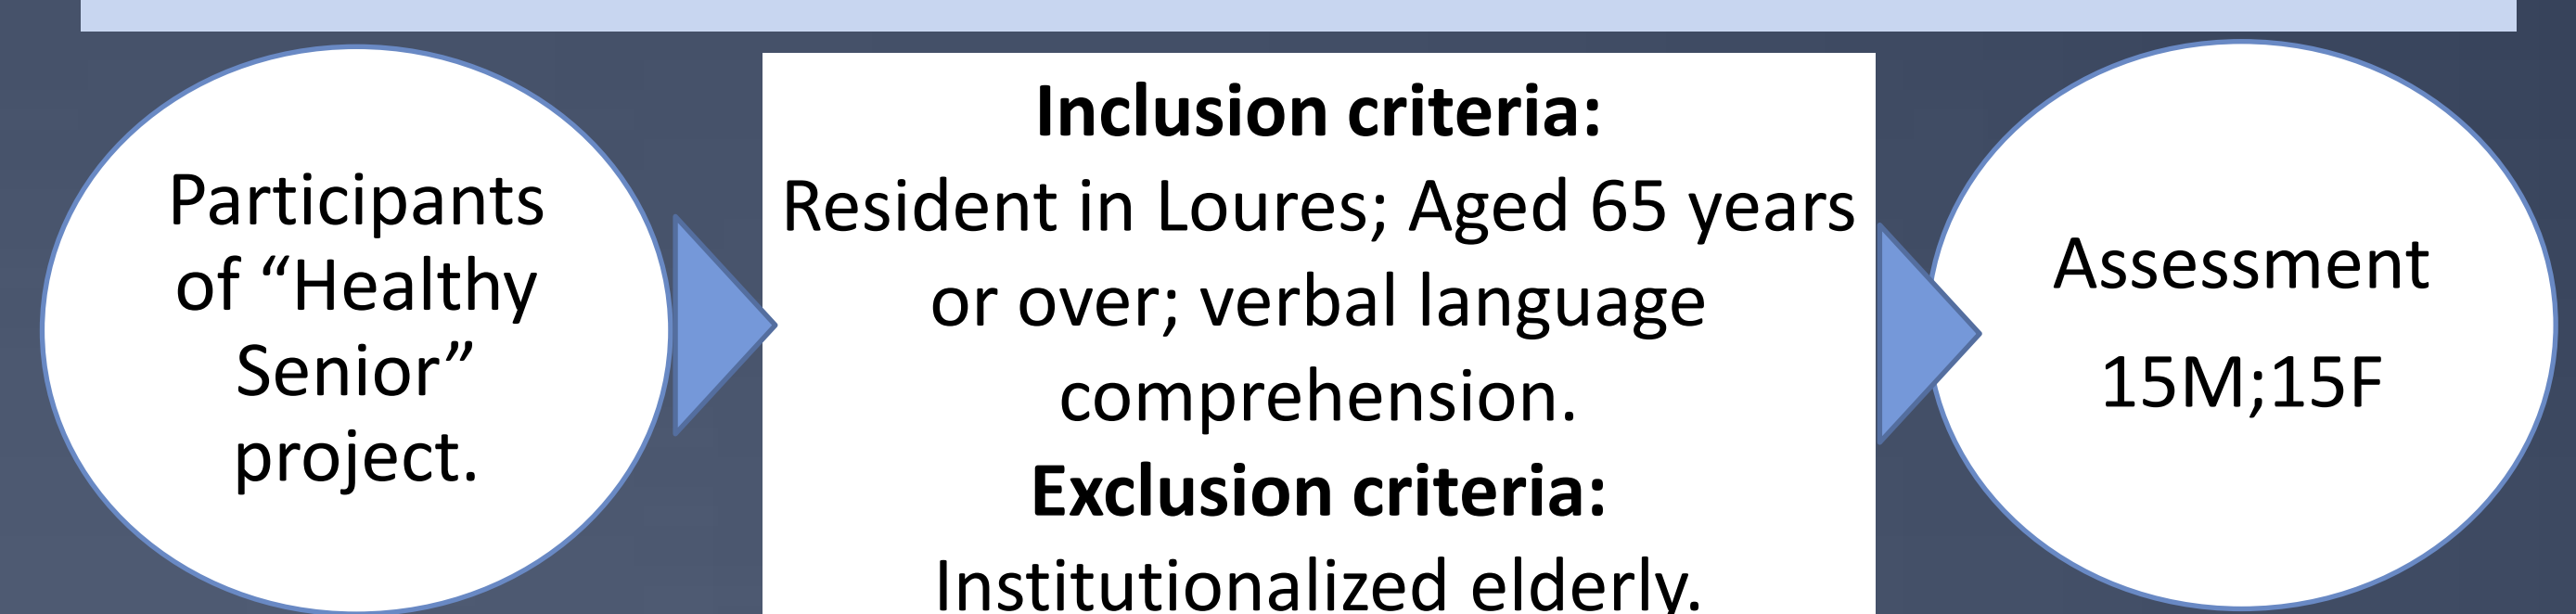 Participants
of “Healthy
Senior”
project.
Inclusion criteria:
Resident in Loures; Aged 65 years
or over; verbal language
comprehension.
Exclusion criteria:
Institutionalized elderly.
Assessment
15M;15F